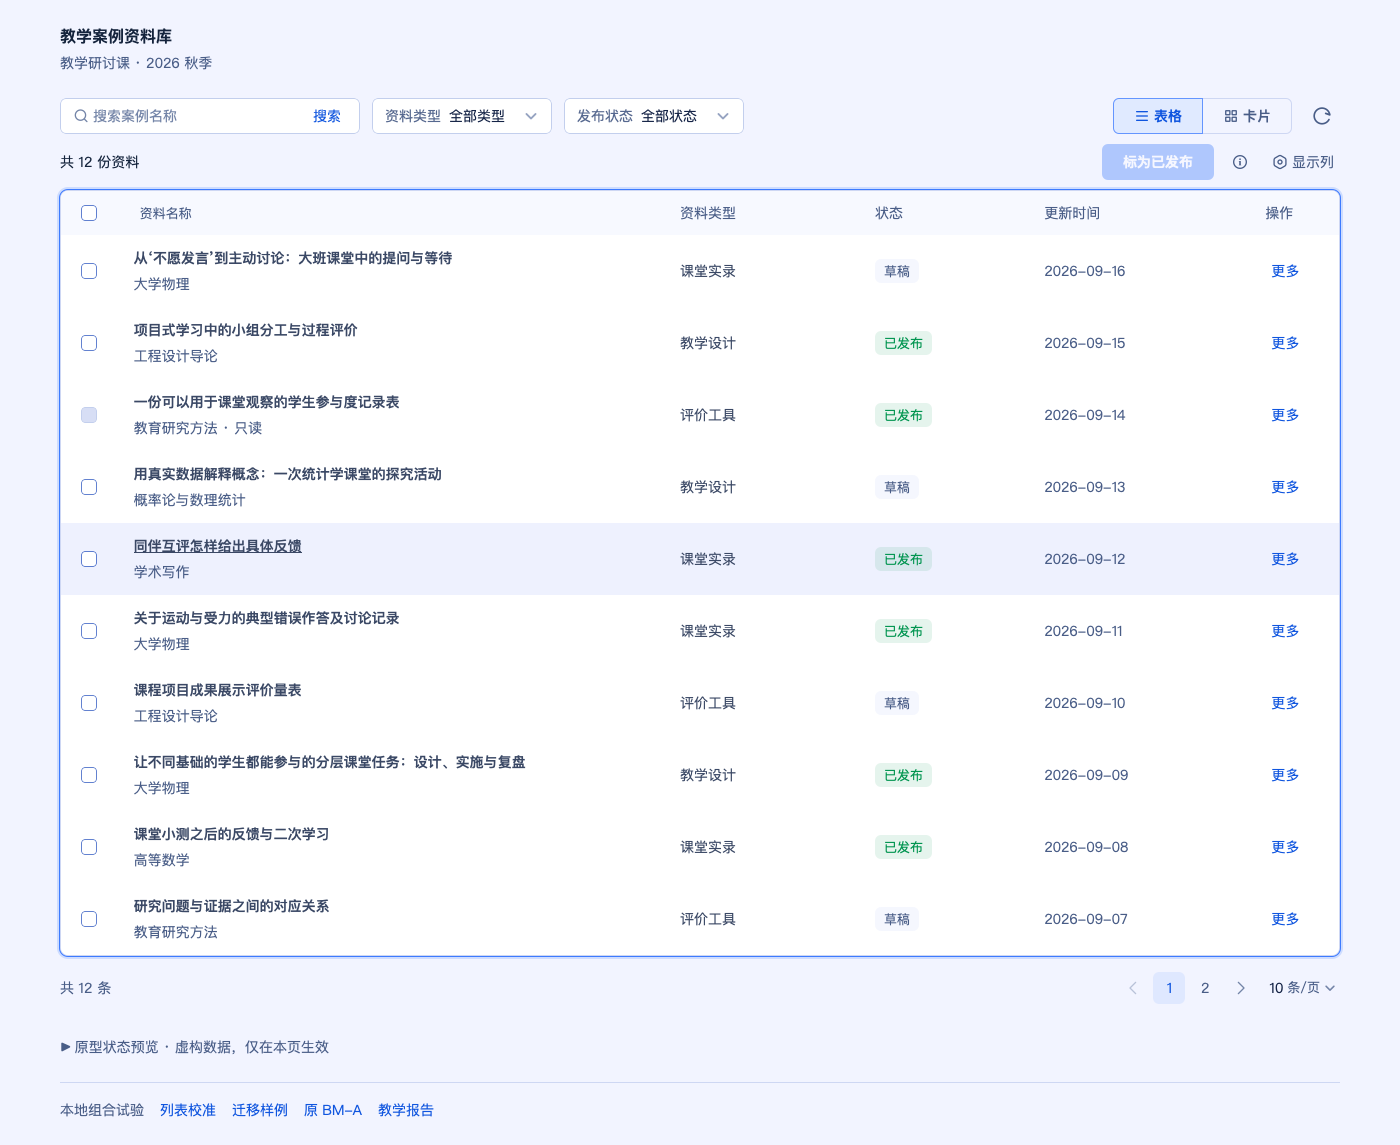 教学案例资料库
教学研讨课 · 2026 秋季
搜索案例名称 搜索 资料类型 全部类型 发布状态 全部状态 表格 卡片
共 12 份资料 标为已发布 显示列
资料名称 资料类型 状态 更新时间 操作
从‘不愿发言’到主动讨论：大班课堂中的提问与等待
大学物理
课堂实录 草稿 2026-09-16 更多
项目式学习中的小组分工与过程评价
工程设计导论
教学设计 已发布 2026-09-15 更多
一份可以用于课堂观察的学生参与度记录表
教育研究方法 · 只读
评价工具 已发布 2026-09-14 更多
用真实数据解释概念：一次统计学课堂的探究活动
概率论与数理统计
教学设计 草稿 2026-09-13 更多
同伴互评怎样给出具体反馈
学术写作
课堂实录 已发布 2026-09-12 更多
关于运动与受力的典型错误作答及讨论记录
大学物理
课堂实录 已发布 2026-09-11 更多
课程项目成果展示评价量表
工程设计导论
评价工具 草稿 2026-09-10 更多
让不同基础的学生都能参与的分层课堂任务：设计、实施与复盘
大学物理
教学设计 已发布 2026-09-09 更多
课堂小测之后的反馈与二次学习
高等数学
课堂实录 已发布 2026-09-08 更多
研究问题与证据之间的对应关系
教育研究方法
评价工具 草稿 2026-09-07 更多
共 12 条 1 2 10 条/页
原型状态预览 · 虚构数据，仅在本页生效
本地组合试验 列表校准 迁移样例 原 BM-A 教学报告